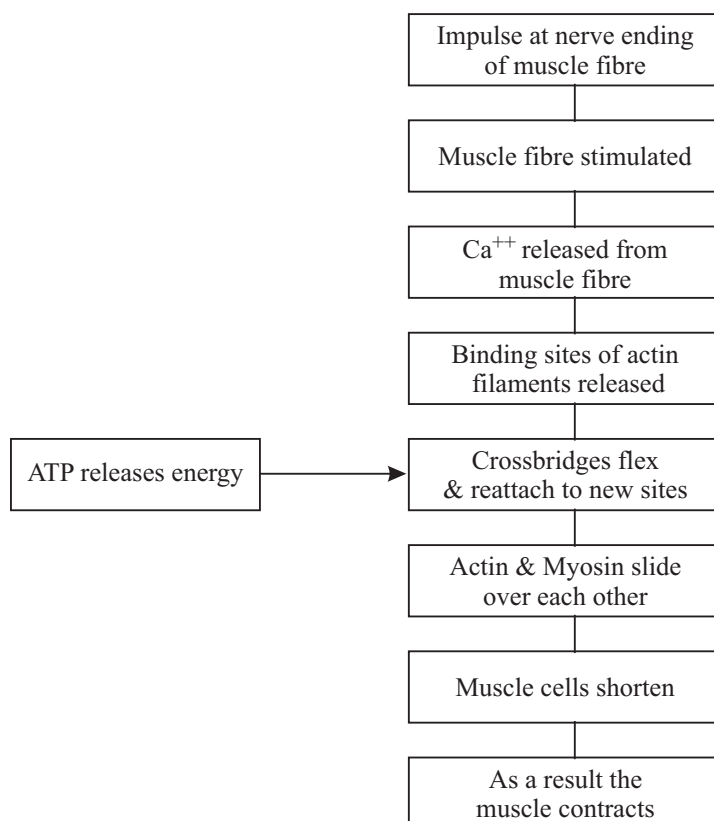 Impulse at nerve ending
of muscle fibre
Muscle fibre stimulated
Ca⁺⁺ released from
muscle fibre
Binding sites of actin
filaments released
ATP releases energy
Crossbridges flex
& reattach to new sites
Actin & Myosin slide
over each other
Muscle cells shorten
As a result the
muscle contracts